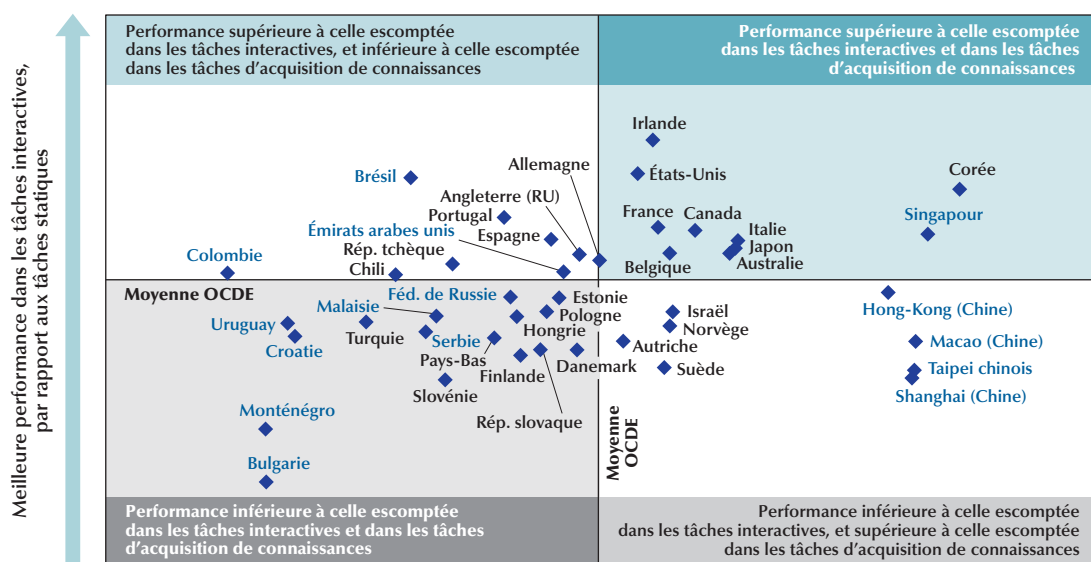 Meilleure performance dans les tâches interactives,
par rapport aux tâches statiques
Performance supérieure à celle escomptée
dans les tâches interactives, et inférieure à celle escomptée
dans les tâches d'acquisition de connaissances
Performance supérieure à celle escomptée
dans les tâches interactives et dans les tâches
d'acquisition de connaissances
Irlande
Allemagne
États-Unis
Corée
Brésil
Angleterre (RU)
Portugal
France
Canada
Singapour
Émirats arabes unis
Espagne
Italie
Rép. tchèque
Japon
Colombie
Chili
Belgique
Australie
Moyenne OCDE
Féd. de Russie
Estonie
Malaisie
Pologne
Israël
Hong-Kong (Chine)
Uruguay
Turquie
Hongrie
Norvège
Croatie
Serbie
Autriche
Macao (Chine)
Pays-Bas
Danemark
Suède
Taipei chinois
Finlande
Slovénie
Shanghai (Chine)
Monténégro
Rép. slovaque
Moyenne
OCDE
Bulgarie
Performance inférieure à celle escomptée
dans les tâches interactives et dans les tâches
d'acquisition de connaissances
Performance inférieure à celle escomptée
dans les tâches interactives, et supérieure à celle escomptée
dans les tâches d'acquisition de connaissances